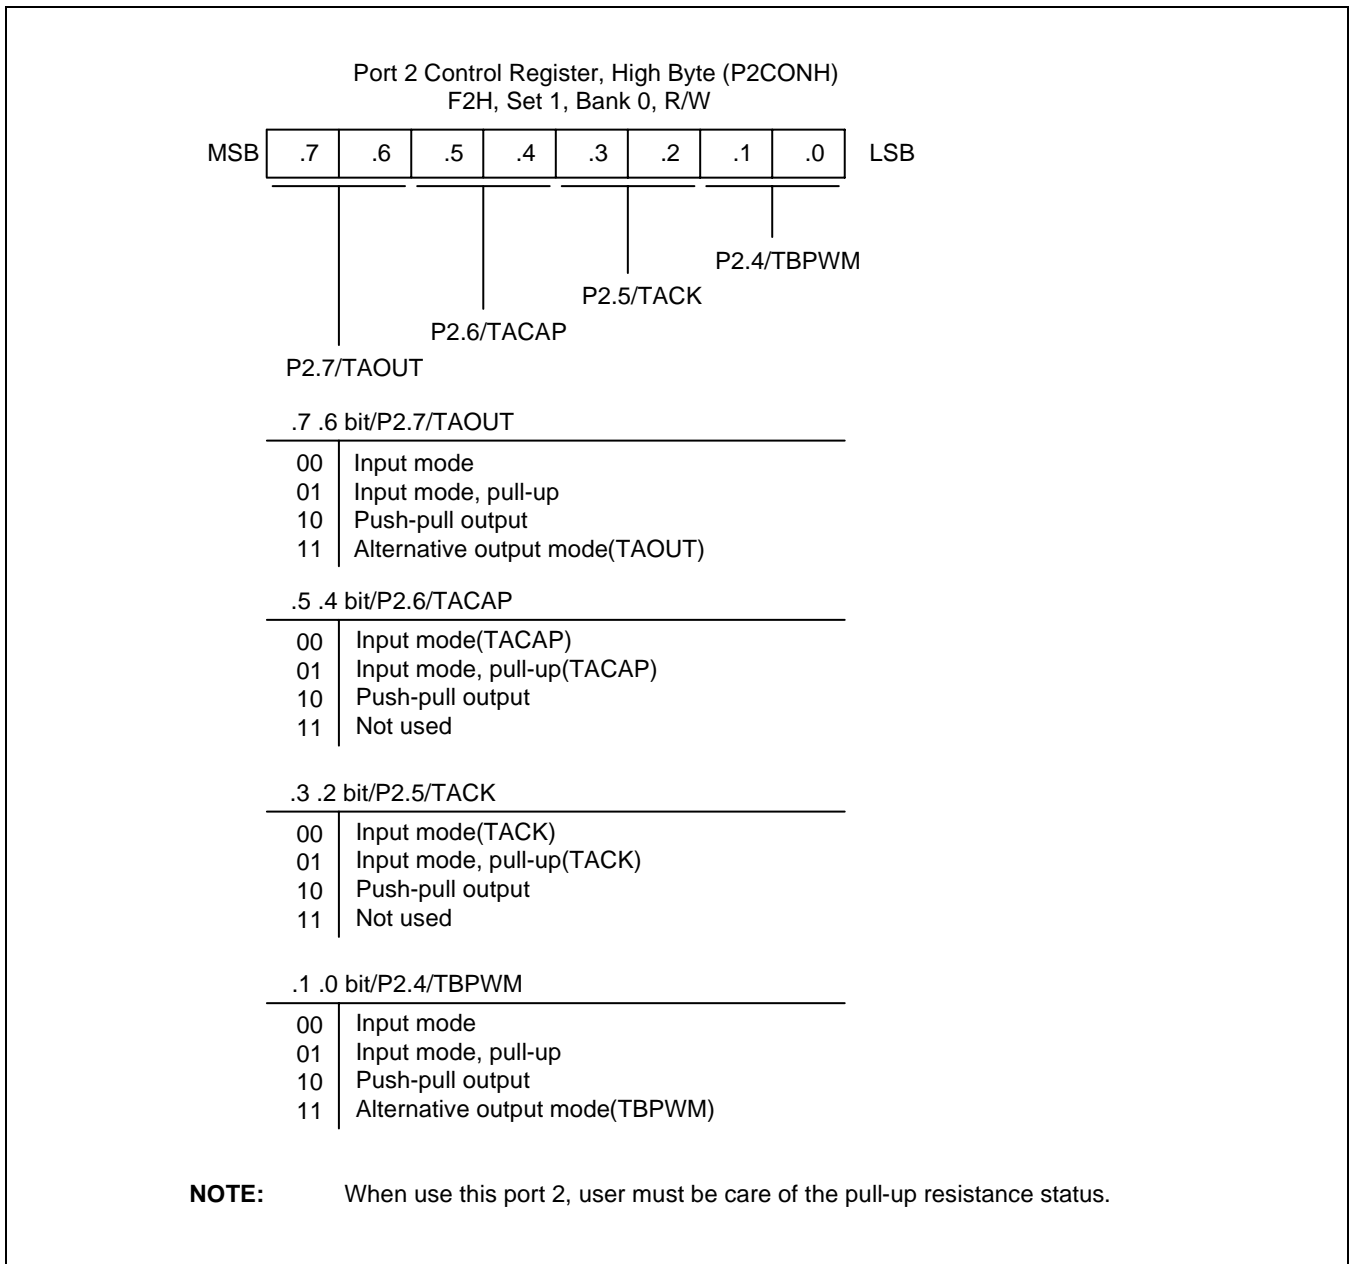 Port 2 Control Register, High Byte (P2CONH)
F2H, Set 1, Bank 0, R/W
MSB .7 .6 .5 .4 .3 .2 .1 .0 LSB
P2.4/TBPWM
P2.5/TACK
P2.6/TACAP
P2.7/TAOUT
.7 .6 bit/P2.7/TAOUT
00 Input mode
01 Input mode, pull-up
10 Push-pull output
11 Alternative output mode(TAOUT)
.5 .4 bit/P2.6/TACAP
00 Input mode(TACAP)
01 Input mode, pull-up(TACAP)
10 Push-pull output
11 Not used
.3 .2 bit/P2.5/TACK
00 Input mode(TACK)
01 Input mode, pull-up(TACK)
10 Push-pull output
11 Not used
.1 .0 bit/P2.4/TBPWM
00 Input mode
01 Input mode, pull-up
10 Push-pull output
11 Alternative output mode(TBPWM)
NOTE: When use this port 2, user must be care of the pull-up resistance status.